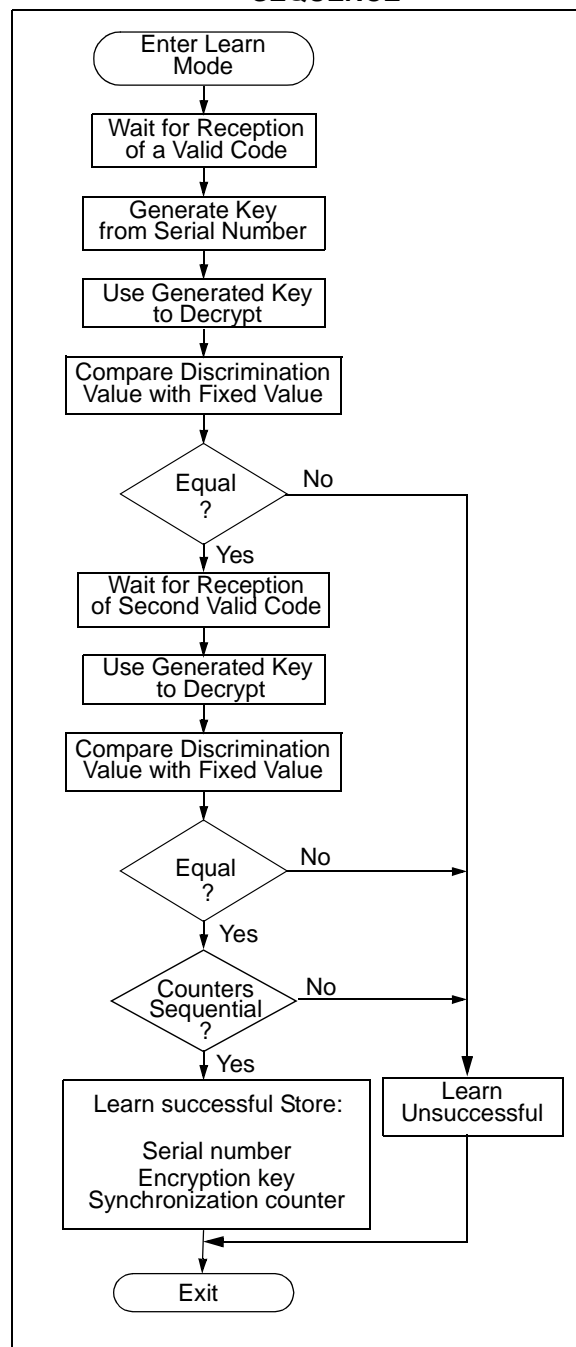 SEQUENCE
Enter Learn
Mode
Wait for Reception
of a Valid Code
Generate Key
from Serial Number
Use Generated Key
to Decrypt
Compare Discrimination
Value with Fixed Value
Equal
?
No
Yes
Wait for Reception
of Second Valid Code
Use Generated Key
to Decrypt
Compare Discrimination
Value with Fixed Value
Equal
?
No
Yes
Counters
Sequential
?
No
Yes
Learn successful Store:
Serial number
Encryption key
Synchronization counter
Learn
Unsuccessful
Exit